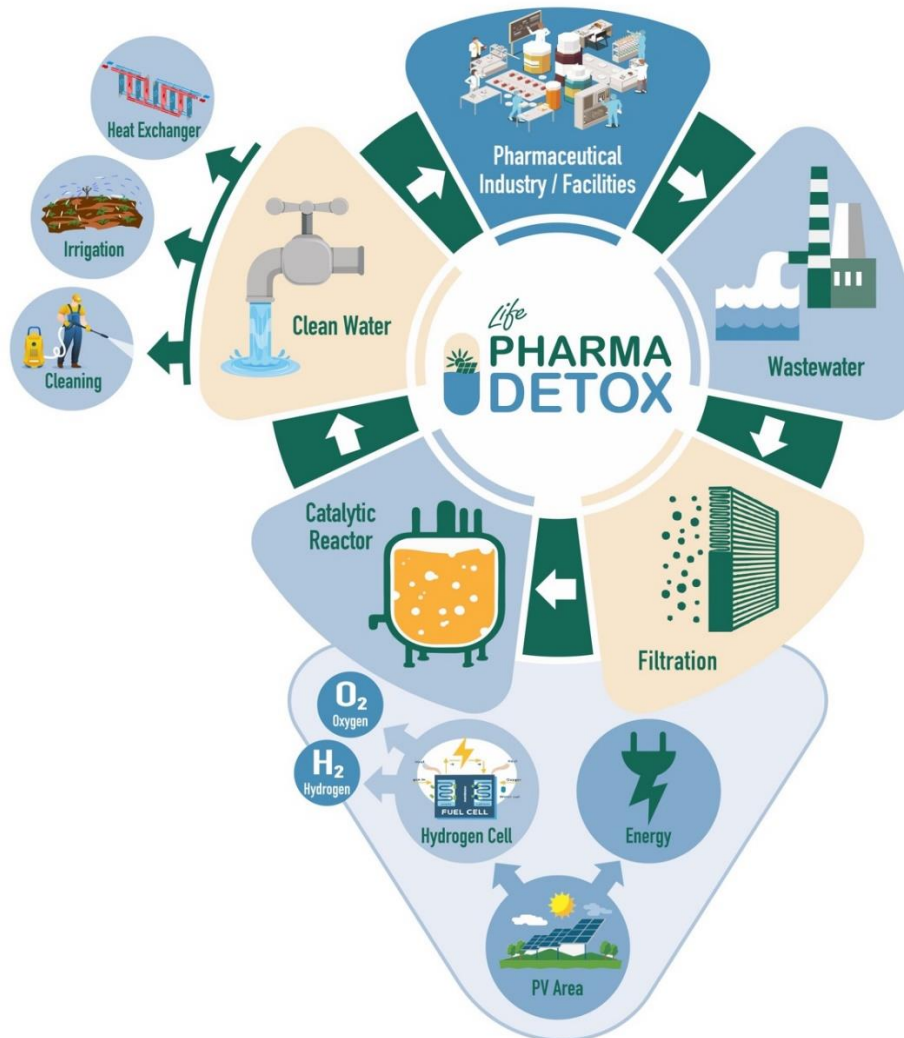 Heat Exchanger
Irrigation
Cleaning
Pharmaceutical
Industry / Facilities
Clean Water
Life
PHARMA
DETOX
Wastewater
Catalytic
Reactor
Filtration
O₂
Oxygen
H₂
Hydrogen
FUEL CELL
Hydrogen Cell
Energy
PV Area